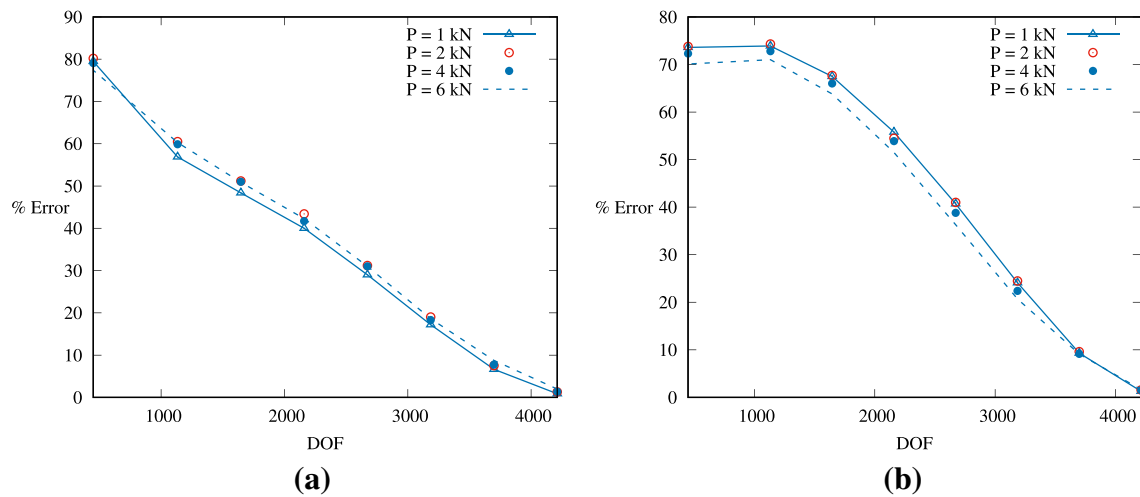 90
80
70
60
50
40
30
20
10
0
% Error
1000
2000
3000
4000
DOF
P = 1 kN
P = 2 kN
P = 4 kN
P = 6 kN
(a)
80
70
60
50
40
30
20
10
0
% Error
1000
2000
3000
4000
DOF
P = 1 kN
P = 2 kN
P = 4 kN
P = 6 kN
(b)